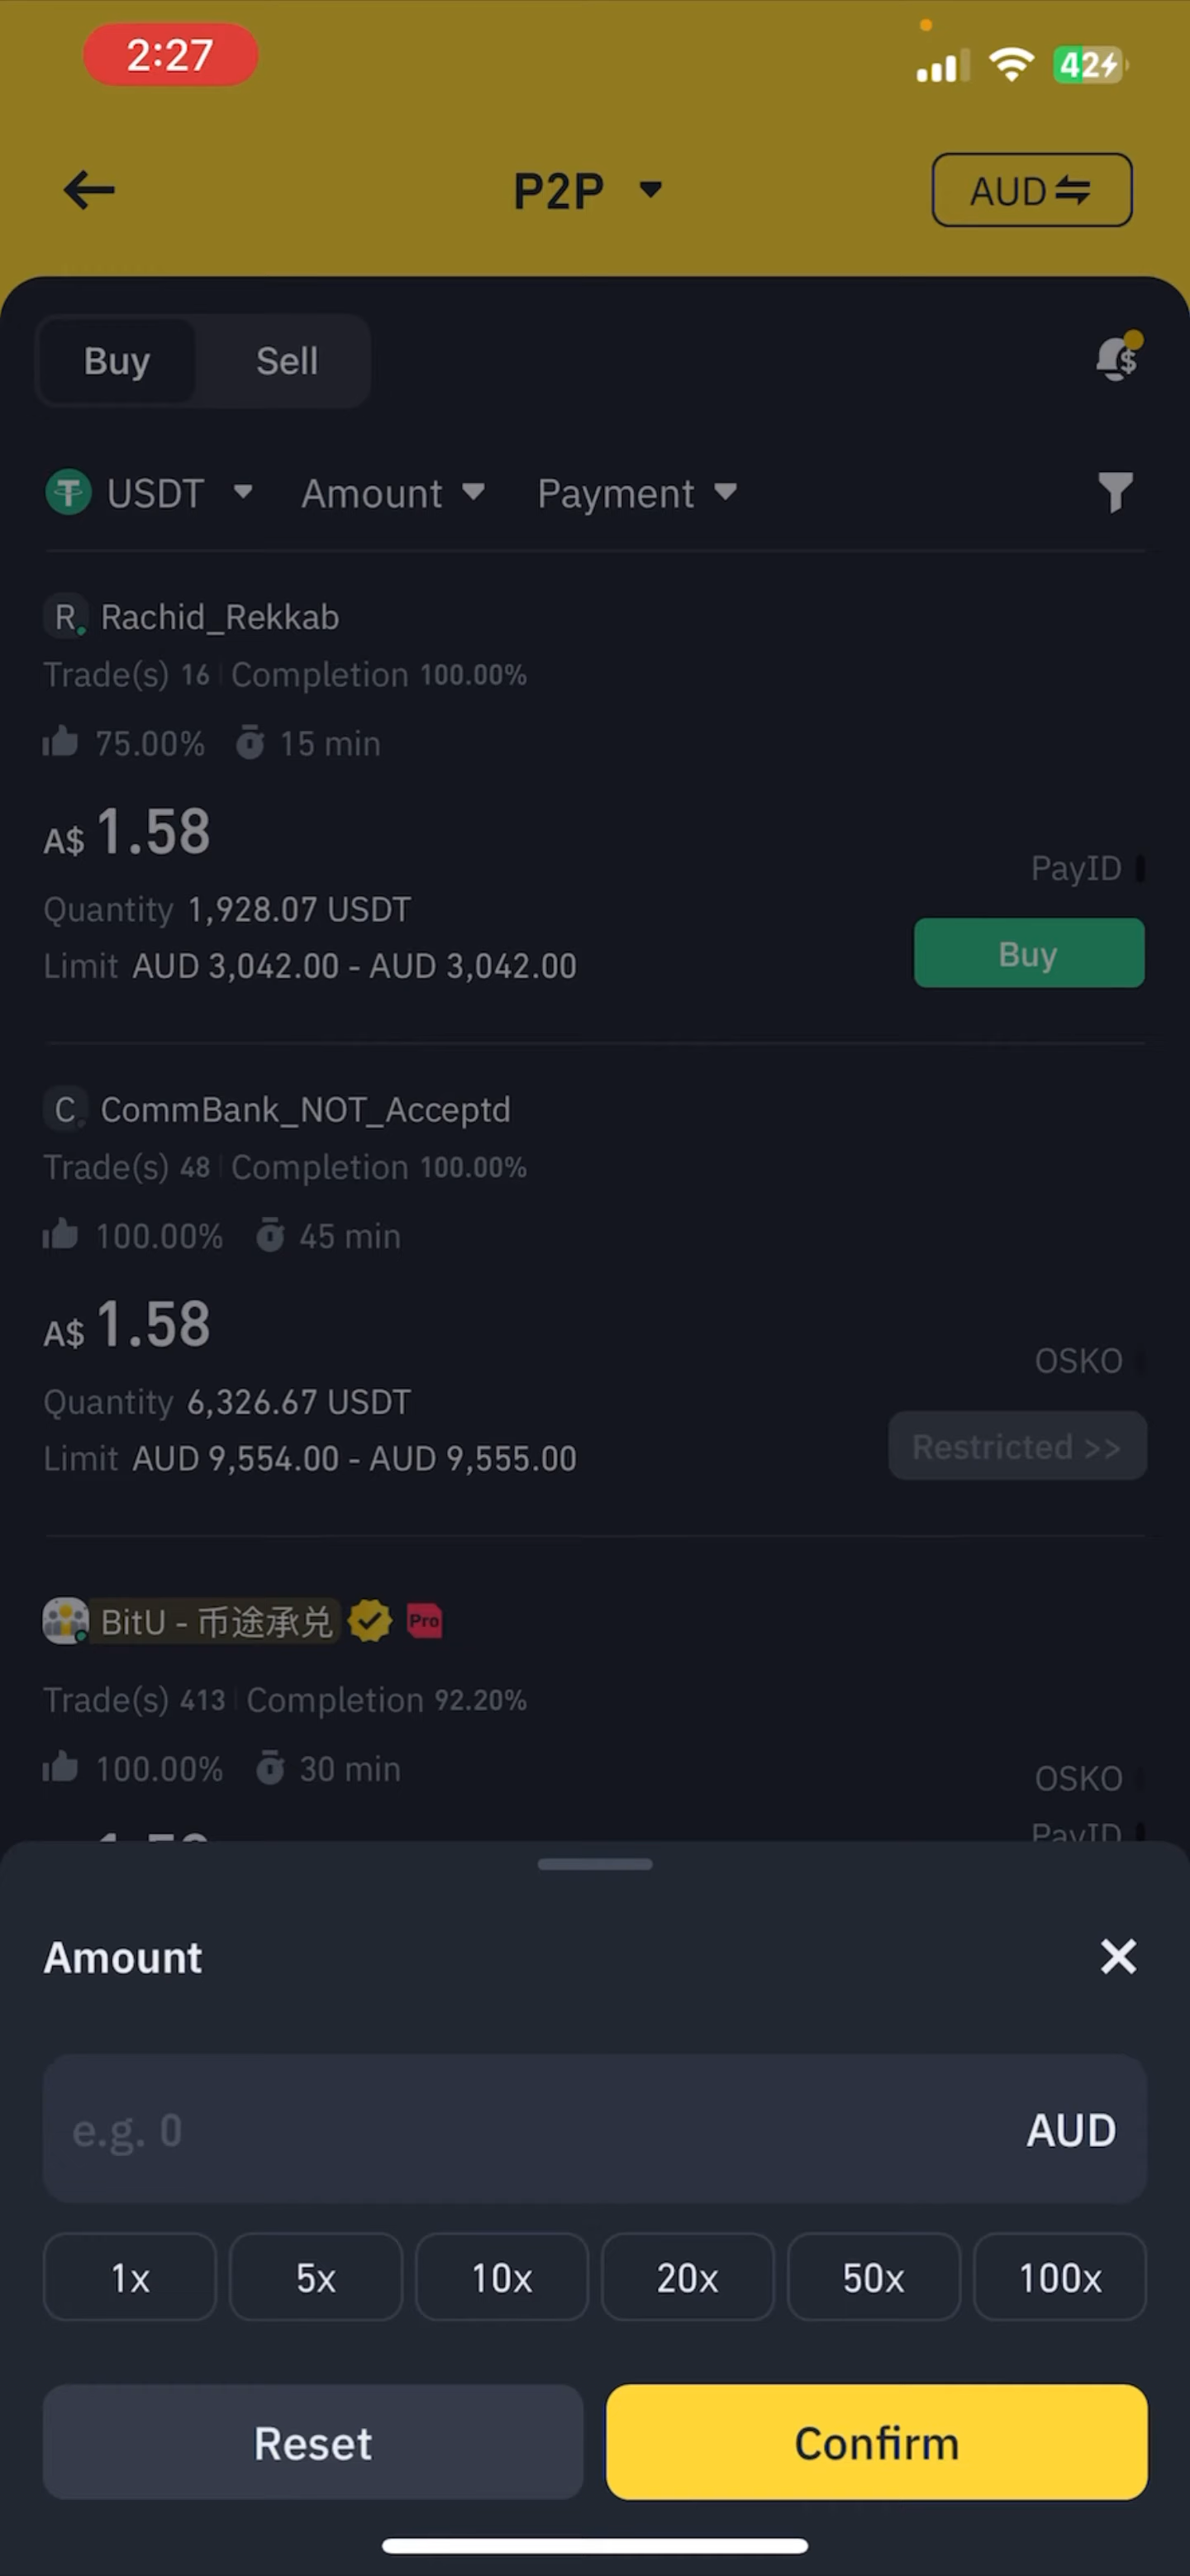 2:27
42
P2P
AUD
Buy Sell
USDT Amount Payment
R Rachid_Rekkab
Trade(s) 16 Completion 100.00%
75.00% 15 min
A$ 1.58
PayID
Quantity 1,928.07 USDT
Buy
Limit AUD 3,042.00 - AUD 3,042.00
C CommBank_NOT_Acceptd
Trade(s) 48 Completion 100.00%
100.00% 45 min
A$ 1.58
OSKO
Quantity 6,326.67 USDT
Restricted >>
Limit AUD 9,554.00 - AUD 9,555.00
BitU - 币途承兑 Pro
Trade(s) 413 Completion 92.20%
100.00% 30 min
OSKO
PayID
Amount
e.g. 0 AUD
1x 5x 10x 20x 50x 100x
Reset Confirm